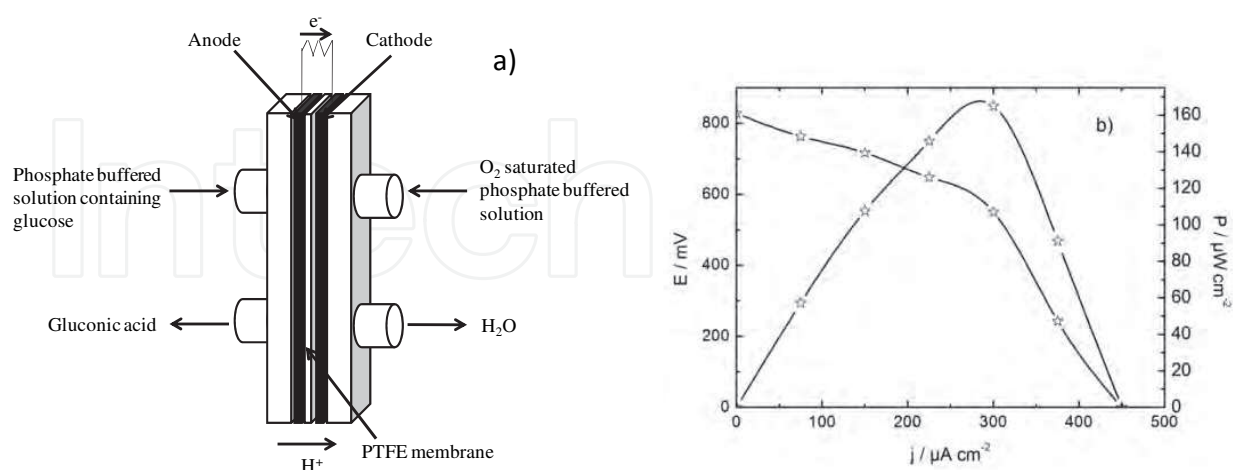 e-
Anode
Cathode
a)
Phosphate buffered
solution containing
glucose
O2 saturated
phosphate buffered
solution
Gluconic acid
H2O
PTFE membrane
H+
Intech
b)
E / mV
800
600
400
200
0
P / µW cm-2
160
140
120
100
80
60
40
20
0
0
100
200
300
400
500
j / µA cm-2